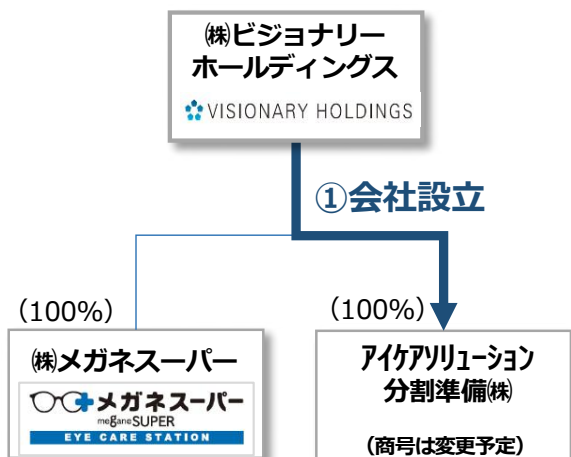 ㈱ビジョナリー
ホールディングス
VISIONARY HOLDINGS
①会社設立
(100%)
(100%)
㈱メガネスーパー
メガネスーパー
meganeSUPER
EYE CARE STATION
アイケアソリューション
分割準備㈱
(商号は変更予定)